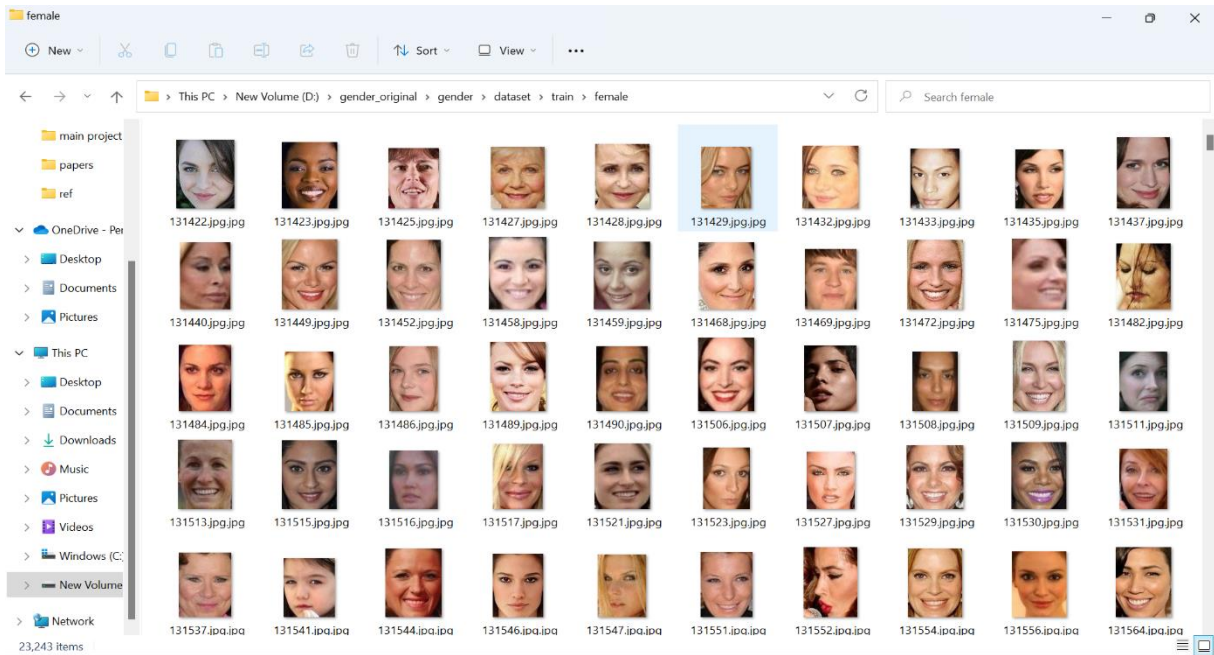 female
New Sort View
This PC New Volume (D:) gender_original gender dataset train female Search female
main project
papers
ref
OneDrive - Per
Desktop
Documents
Pictures
This PC
Desktop
Documents
Downloads
Music
Pictures
Videos
Windows (C:
New Volume
Network
131422.jpg.jpg 131423.jpg.jpg 131425.jpg.jpg 131427.jpg.jpg 131428.jpg.jpg 131429.jpg.jpg 131432.jpg.jpg 131433.jpg.jpg 131435.jpg.jpg 131437.jpg.jpg
131440.jpg.jpg 131449.jpg.jpg 131452.jpg.jpg 131458.jpg.jpg 131459.jpg.jpg 131468.jpg.jpg 131469.jpg.jpg 131472.jpg.jpg 131475.jpg.jpg 131482.jpg.jpg
131484.jpg.jpg 131485.jpg.jpg 131486.jpg.jpg 131489.jpg.jpg 131490.jpg.jpg 131506.jpg.jpg 131507.jpg.jpg 131508.jpg.jpg 131509.jpg.jpg 131511.jpg.jpg
131513.jpg.jpg 131515.jpg.jpg 131516.jpg.jpg 131517.jpg.jpg 131521.jpg.jpg 131523.jpg.jpg 131527.jpg.jpg 131529.jpg.jpg 131530.jpg.jpg 131531.jpg.jpg
131537.jpg.jpg 131541.jpg.jpg 131544.jpg.jpg 131546.jpg.jpg 131547.jpg.jpg 131551.jpg.jpg 131552.jpg.jpg 131554.jpg.jpg 131556.jpg.jpg 131564.jpg.jpg
23,243 items